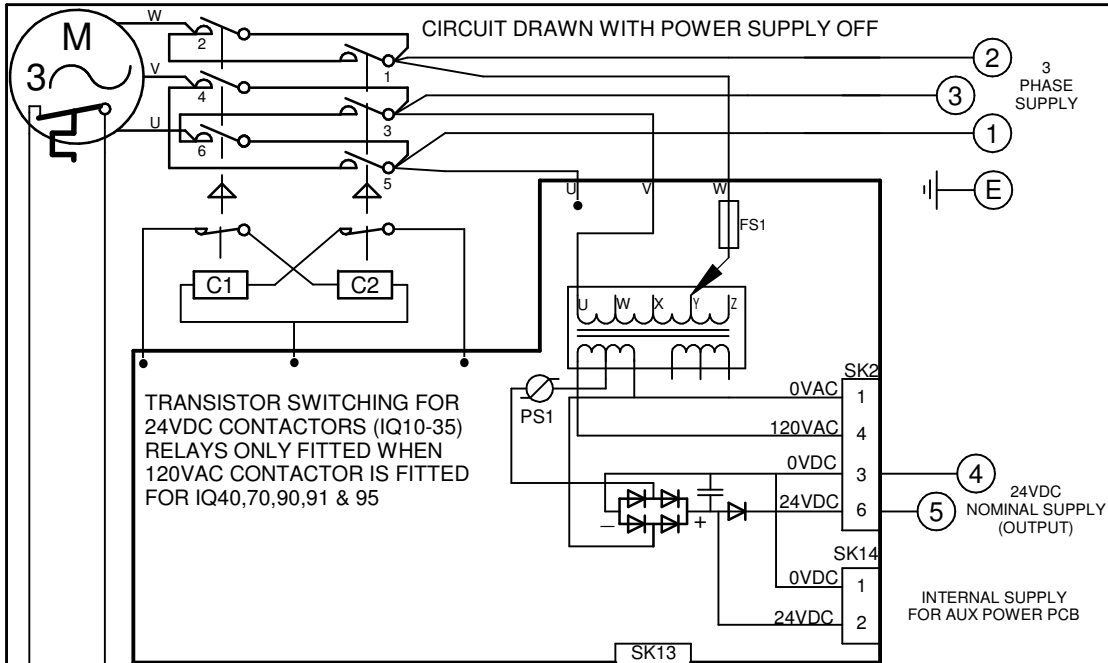 CIRCUIT DRAWN WITH POWER SUPPLY OFF
W
M
3
V
U
2
4
6
1
3
5
2
3
1
E
3
PHASE
SUPPLY
C1
C2
U
V
W
FS1
U
W
X
Y
Z
PS1
TRANSISTOR SWITCHING FOR
24VDC CONTACTORS (IQ10-35)
RELAYS ONLY FITTED WHEN
120VAC CONTACTOR IS FITTED
FOR IQ40,70,90,91 & 95
SK2
0VAC 1
120VAC 4
0VDC 3
24VDC 6
4
5
24VDC
NOMINAL SUPPLY
(OUTPUT)
– +
SK14
0VDC 1
24VDC 2
INTERNAL SUPPLY
FOR AUX POWER PCB
SK13